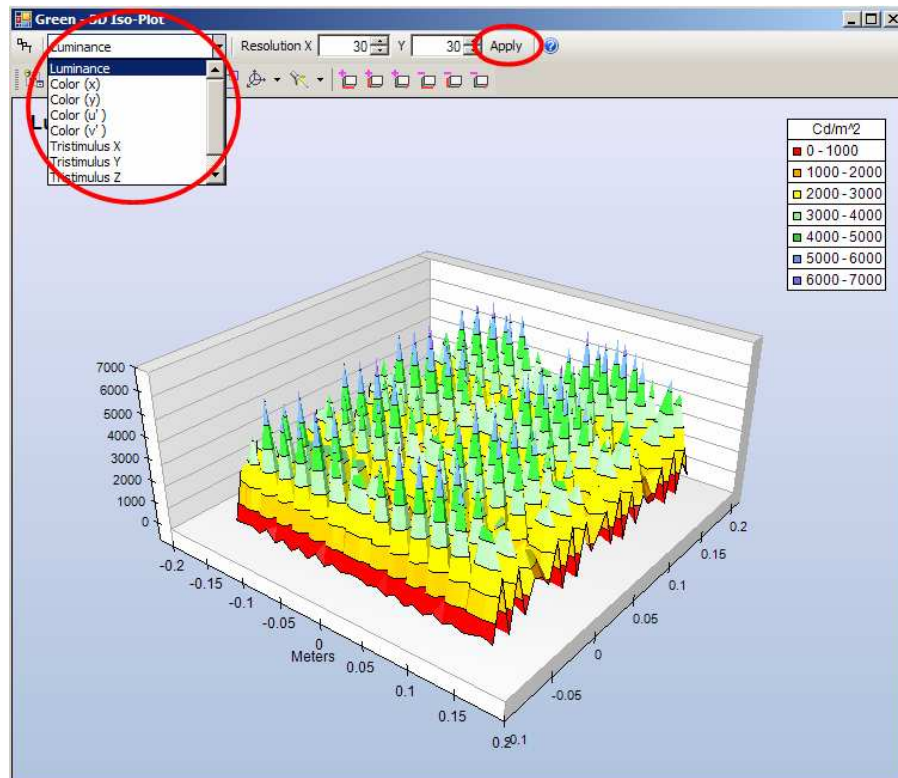 Green - 3D Iso-Plot
Luminance Resolution X 30 Y 30 Apply
Luminance
Color (x)
Color (y)
Color (u')
Color (v')
Tristimulus X
Tristimulus Y
Tristimulus Z
Cd/m^2
0 - 1000
1000 - 2000
2000 - 3000
3000 - 4000
4000 - 5000
5000 - 6000
6000 - 7000
7000
6000
5000
4000
3000
2000
1000
0
-0.2
-0.15
-0.1
-0.05
0
0.05
0.1
0.15
0.2
Meters
-0.1
-0.05
0
0.05
0.1
0.15
0.2